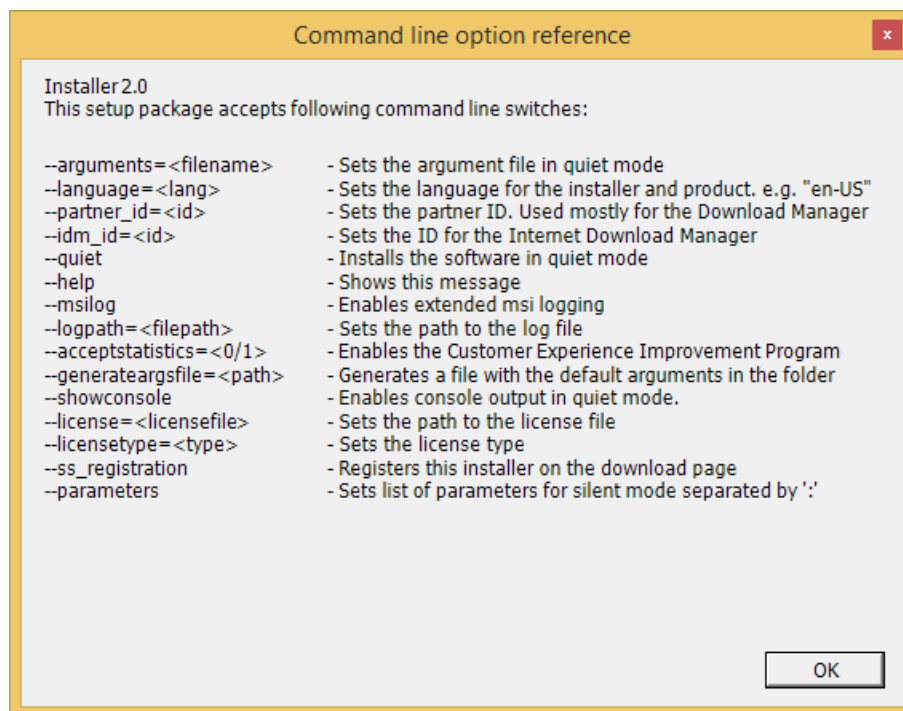 Command line option reference
x
Installer 2.0
This setup package accepts following command line switches:
--arguments=<filename> - Sets the argument file in quiet mode
--language=<lang> - Sets the language for the installer and product. e.g. "en-US"
--partner_id=<id> - Sets the partner ID. Used mostly for the Download Manager
--idm_id=<id> - Sets the ID for the Internet Download Manager
--quiet - Installs the software in quiet mode
--help - Shows this message
--msilog - Enables extended msi logging
--logpath=<filepath> - Sets the path to the log file
--acceptstatistics=<0/1> - Enables the Customer Experience Improvement Program
--generateargsfile=<path> - Generates a file with the default arguments in the folder
--showconsole - Enables console output in quiet mode.
--license=<licensefile> - Sets the path to the license file
--licensetype=<type> - Sets the license type
--ss_registration - Registers this installer on the download page
--parameters - Sets list of parameters for silent mode separated by ':'
OK